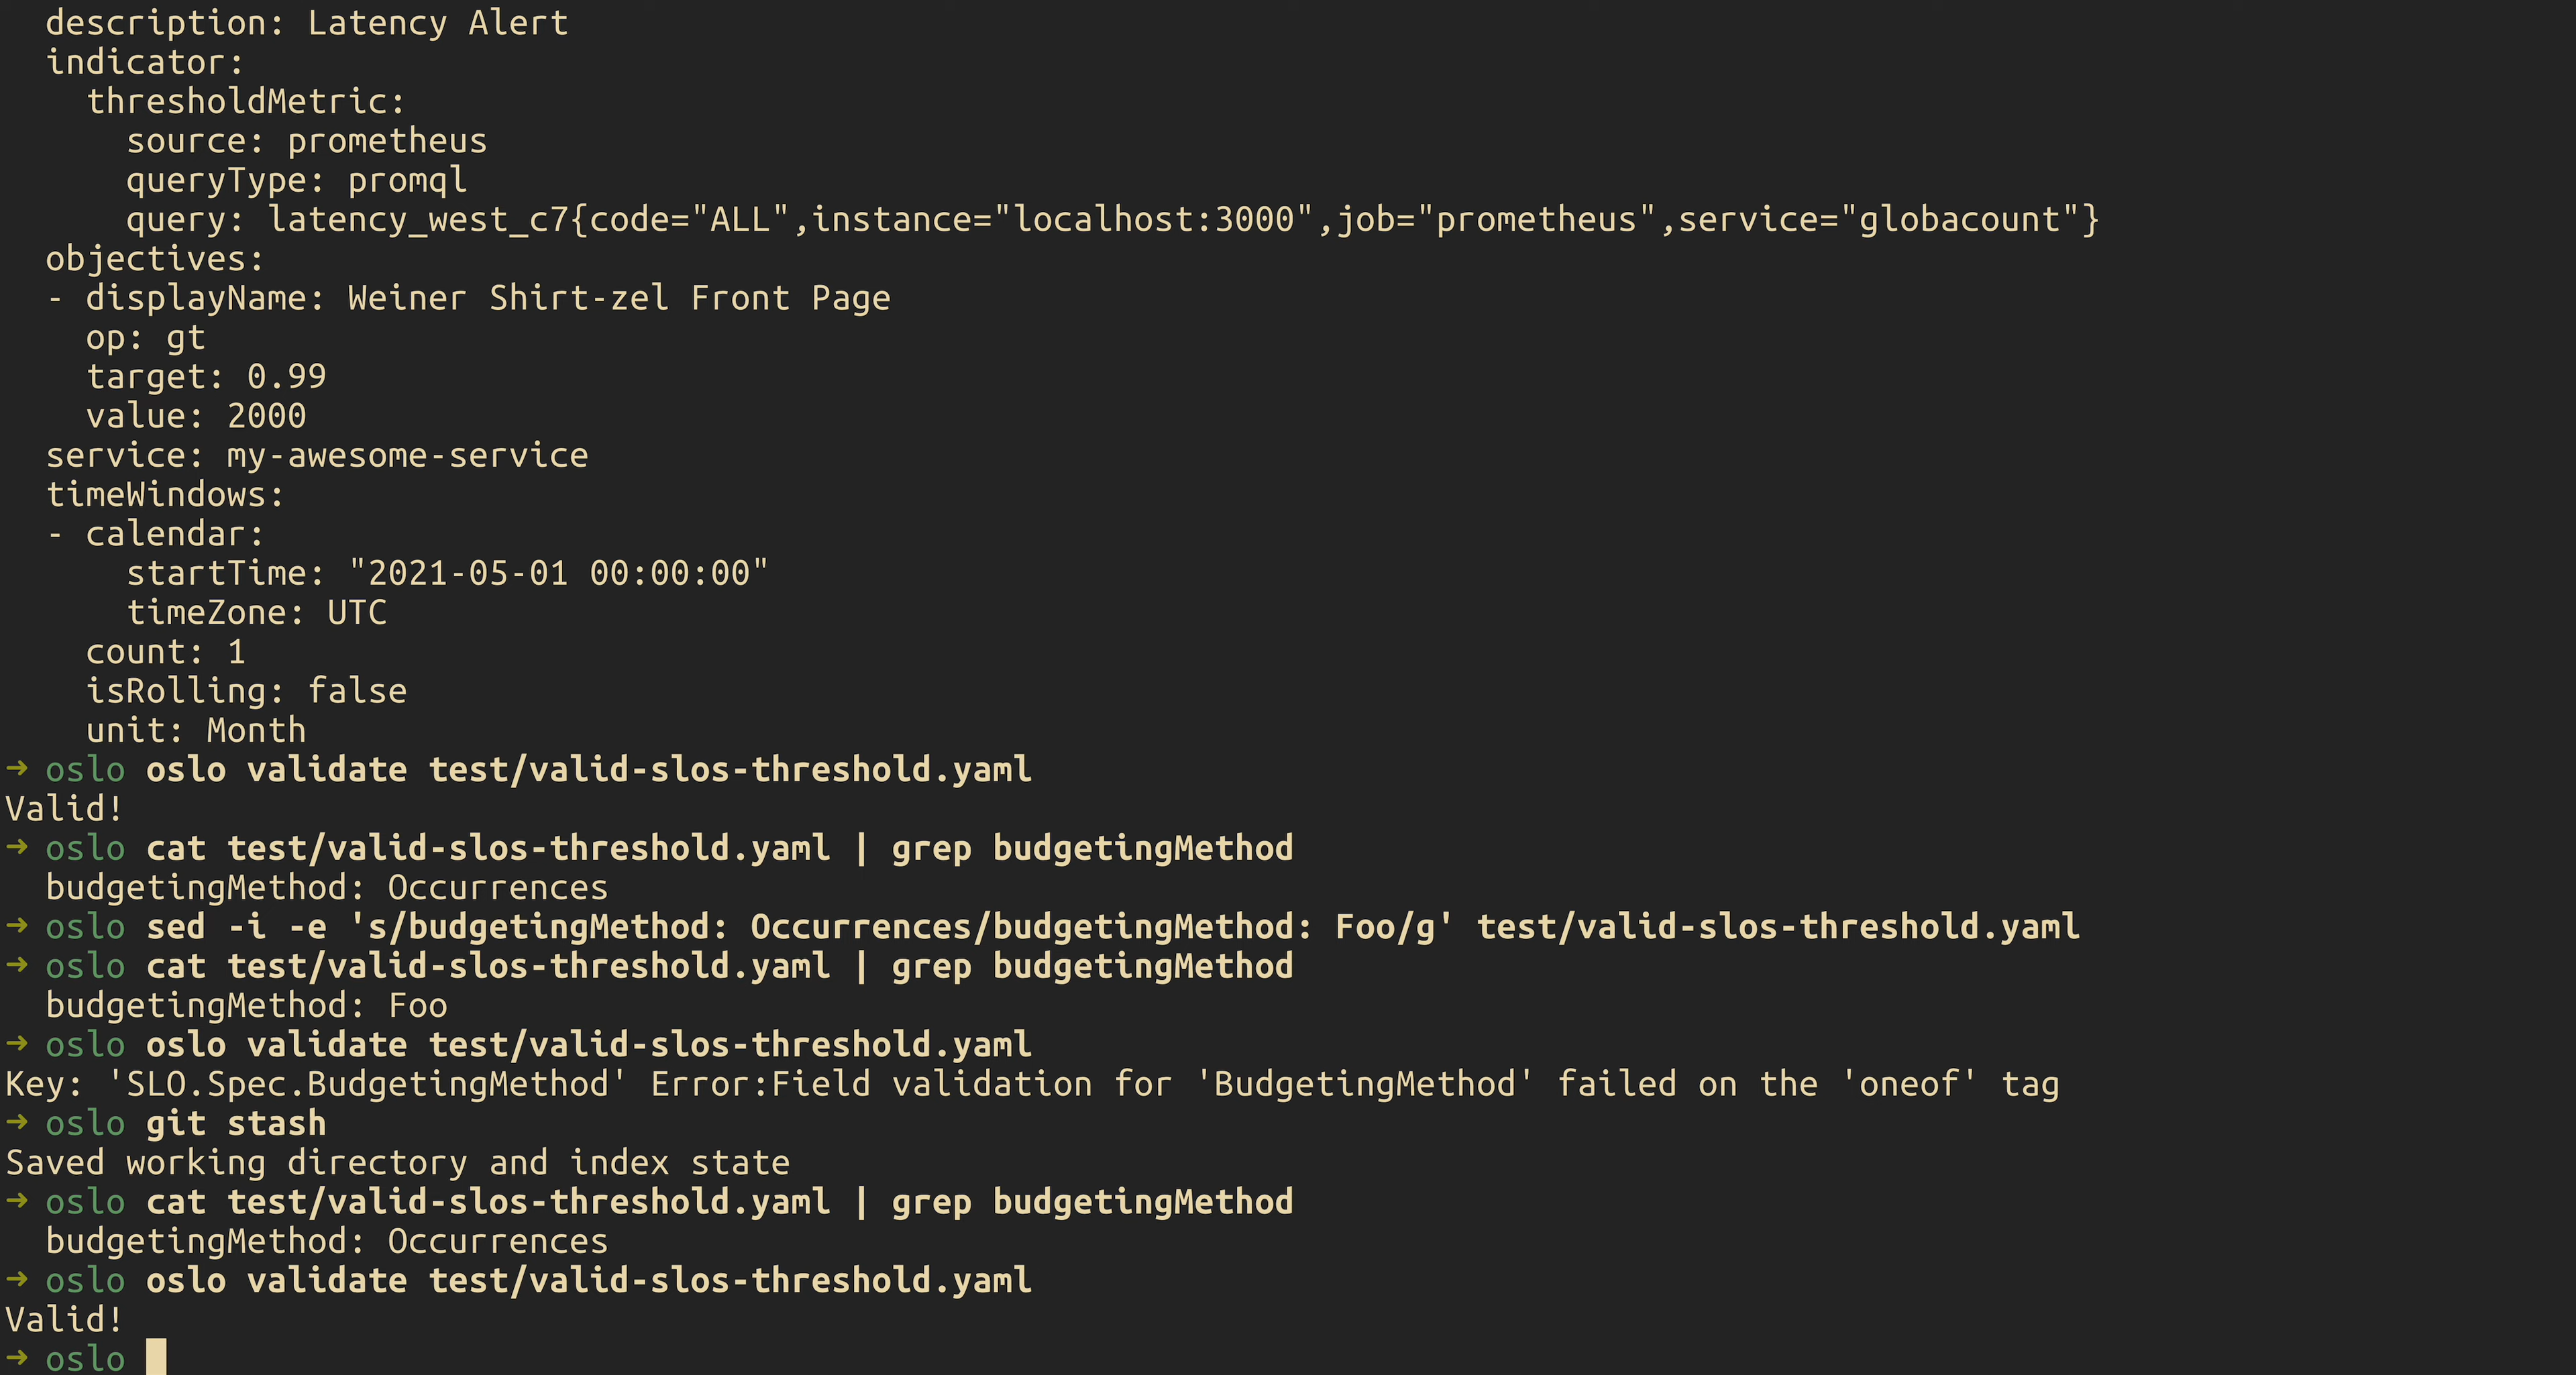 description: Latency Alert
indicator:
thresholdMetric:
source: prometheus
queryType: promql
query: latency_west_c7{code="ALL",instance="localhost:3000",job="prometheus",service="globacount"}
objectives:
- displayName: Weiner Shirt-zel Front Page
op: gt
target: 0.99
value: 2000
service: my-awesome-service
timeWindows:
- calendar:
startTime: "2021-05-01 00:00:00"
timeZone: UTC
count: 1
isRolling: false
unit: Month
→ oslo oslo validate test/valid-slos-threshold.yaml
Valid!
→ oslo cat test/valid-slos-threshold.yaml | grep budgetingMethod
budgetingMethod: Occurrences
→ oslo sed -i -e 's/budgetingMethod: Occurrences/budgetingMethod: Foo/g' test/valid-slos-threshold.yaml
→ oslo cat test/valid-slos-threshold.yaml | grep budgetingMethod
budgetingMethod: Foo
→ oslo oslo validate test/valid-slos-threshold.yaml
Key: 'SLO.Spec.BudgetingMethod' Error:Field validation for 'BudgetingMethod' failed on the 'oneof' tag
→ oslo git stash
Saved working directory and index state
→ oslo cat test/valid-slos-threshold.yaml | grep budgetingMethod
budgetingMethod: Occurrences
→ oslo oslo validate test/valid-slos-threshold.yaml
Valid!
→ oslo